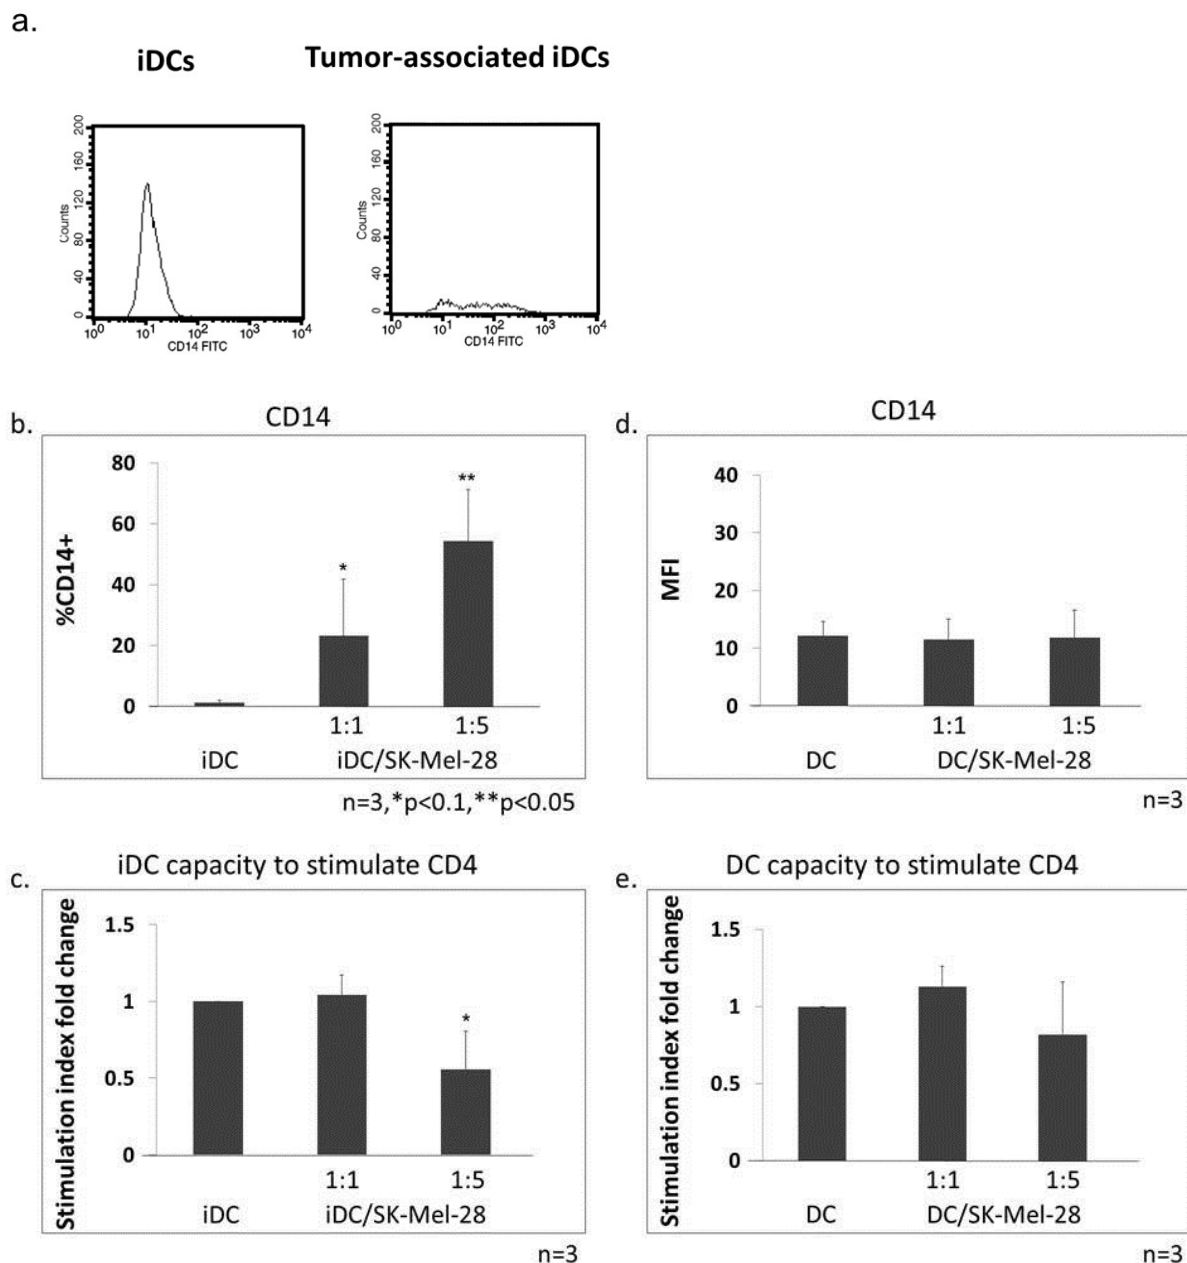 a.
iDCs
Tumor-associated iDCs
Counts
200
160
120
80
40
0
10⁰ 10¹ 10² 10³ 10⁴
CD14 FITC
Counts
200
160
120
80
40
0
10⁰ 10¹ 10² 10³ 10⁴
CD14 FITC
b.
CD14
%CD14+
80
60
40
20
0
*
**
1:1 1:5
iDC iDC/SK-Mel-28
n=3,*p<0.1,**p<0.05
d.
CD14
MFI
40
30
20
10
0
1:1 1:5
DC DC/SK-Mel-28
n=3
c.
iDC capacity to stimulate CD4
Stimulation index fold change
1.5
1
0.5
0
*
1:1 1:5
iDC iDC/SK-Mel-28
n=3
e.
DC capacity to stimulate CD4
Stimulation index fold change
1.5
1
0.5
0
1:1 1:5
DC DC/SK-Mel-28
n=3